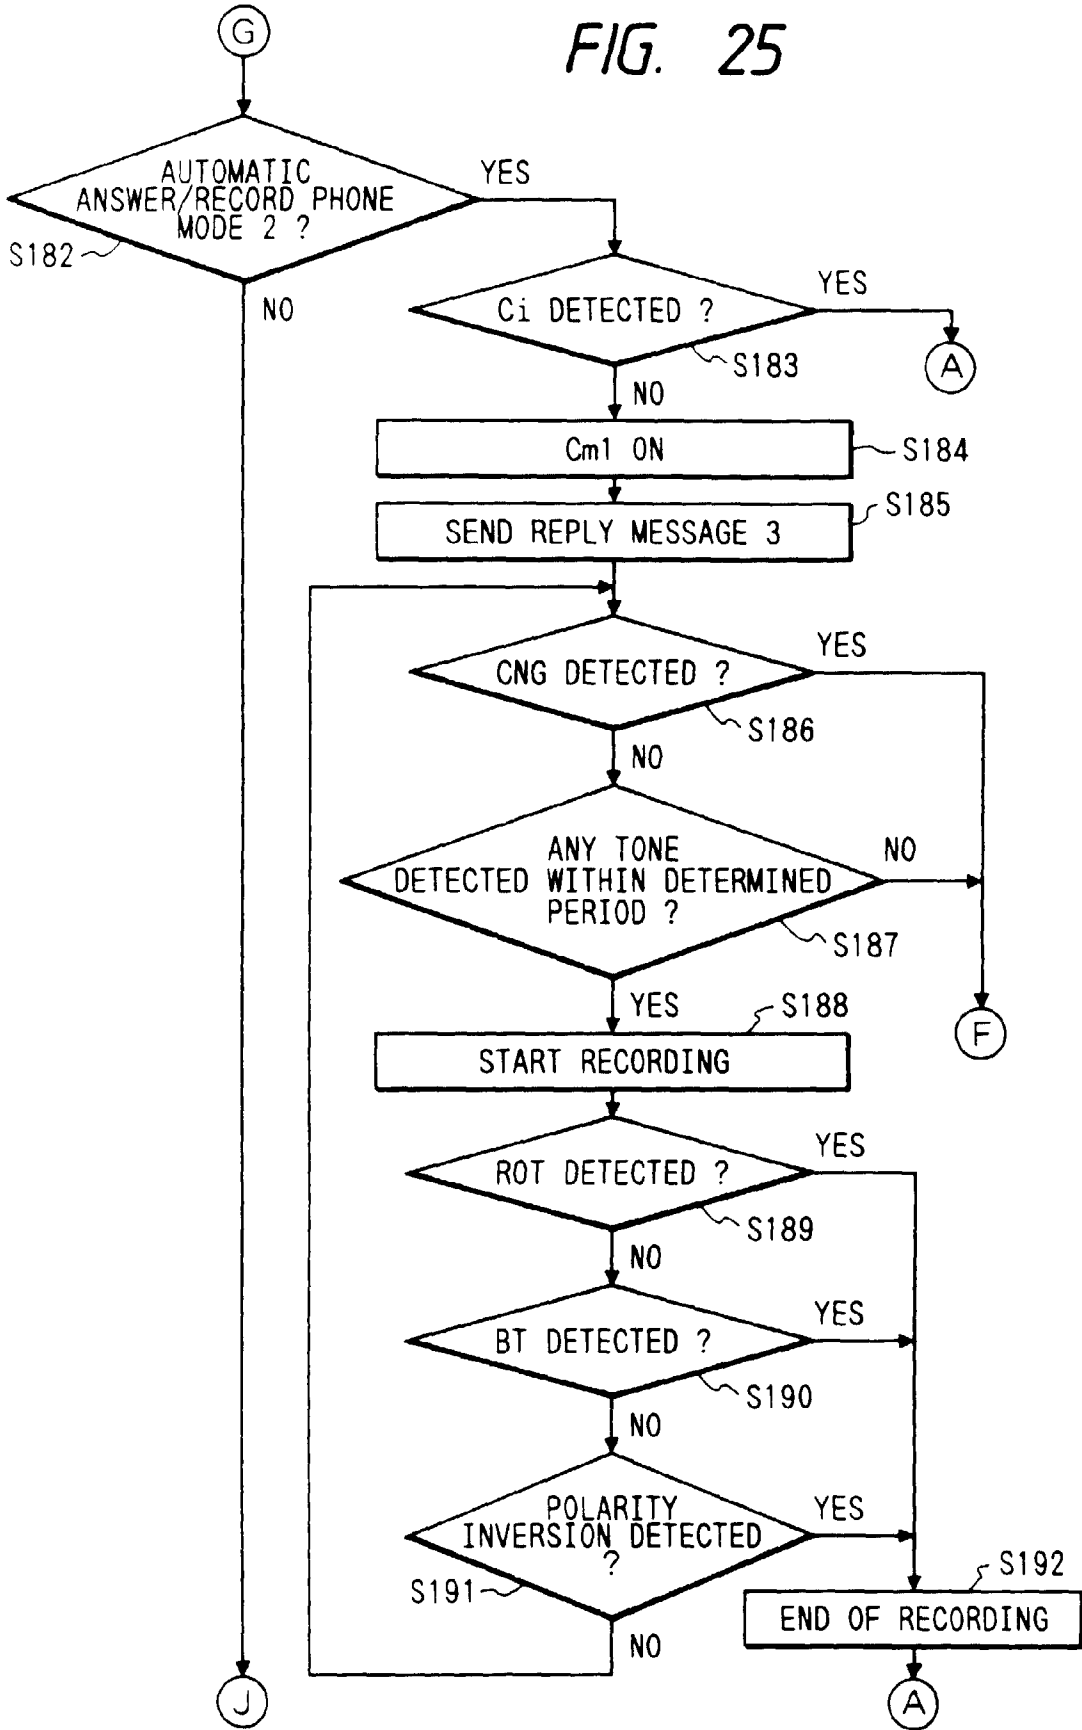 G
FIG. 25
AUTOMATIC
ANSWER/RECORD PHONE
MODE 2 ?
YES
S182
NO
Ci DETECTED ?
YES
S183
A
NO
Cm1 ON
S184
SEND REPLY MESSAGE 3
S185
CNG DETECTED ?
YES
S186
NO
ANY TONE
DETECTED WITHIN DETERMINED
PERIOD ?
NO
S187
YES
F
START RECORDING
S188
ROT DETECTED ?
YES
S189
NO
BT DETECTED ?
YES
S190
NO
POLARITY
INVERSION DETECTED
?
YES
S191
NO
S192
END OF RECORDING
J
A